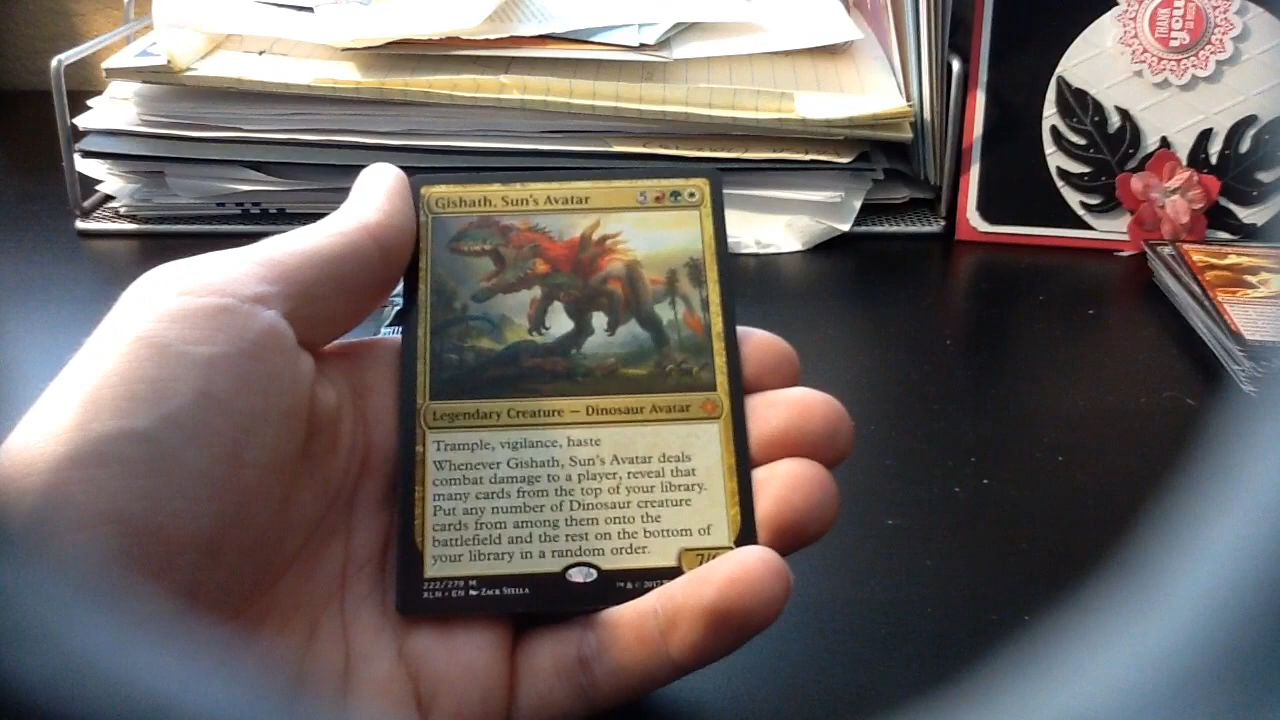 THANK
Gishath, Sun's Avatar
5
Legendary Creature — Dinosaur Avatar
Trample, vigilance, haste
Whenever Gishath, Sun's Avatar deals
combat damage to a player, reveal that
many cards from the top of your library.
Put any number of Dinosaur creature
cards from among them onto the
battlefield and the rest on the bottom of
your library in a random order.
7/
222/279 M
XLN • EN Zack Stella
™ & © 2017